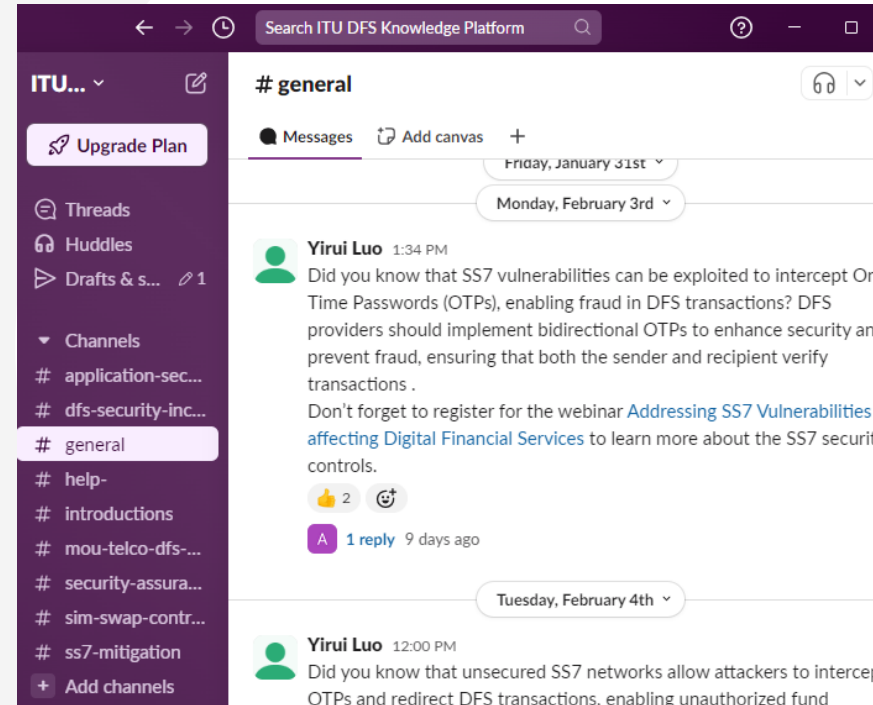 Search ITU DFS Knowledge Platform
ITU...
Upgrade Plan
Threads
Huddles
Drafts & s... 1
Channels
# application-sec...
# dfs-security-inc...
# general
# help-
# introductions
# mou-telco-dfs-...
# security-assura...
# sim-swap-contr...
# ss7-mitigation
+ Add channels
# general
Messages Add canvas +
Friday, January 31st
Monday, February 3rd
Yirui Luo 1:34 PM
Did you know that SS7 vulnerabilities can be exploited to intercept
Time Passwords (OTPs), enabling fraud in DFS transactions? DFS
providers should implement bidirectional OTPs to enhance security
prevent fraud, ensuring that both the sender and recipient verify
transactions .
Don't forget to register for the webinar Addressing SS7 Vulnerabilities
affecting Digital Financial Services to learn more about the SS7
controls.
2
A 1 reply 9 days ago
Tuesday, February 4th
Yirui Luo 12:00 PM
Did you know that unsecured SS7 networks allow attackers to
OTPs and redirect DFS transactions, enabling unauthorized fund